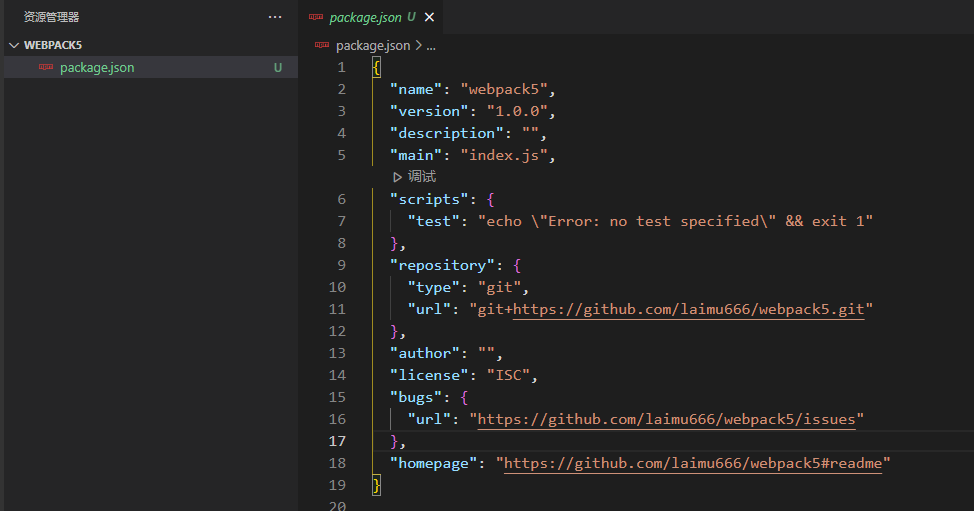 资源管理器 ...
WEBPACK5
package.json U
package.json U ×
package.json > ...
1 {
2 "name": "webpack5",
3 "version": "1.0.0",
4 "description": "",
5 "main": "index.js",
调试
6 "scripts": {
7 "test": "echo \"Error: no test specified\" && exit 1"
8 },
9 "repository": {
10 "type": "git",
11 "url": "git+https://github.com/laimu666/webpack5.git"
12 },
13 "author": "",
14 "license": "ISC",
15 "bugs": {
16 "url": "https://github.com/laimu666/webpack5/issues"
17 },
18 "homepage": "https://github.com/laimu666/webpack5#readme"
19 }
20